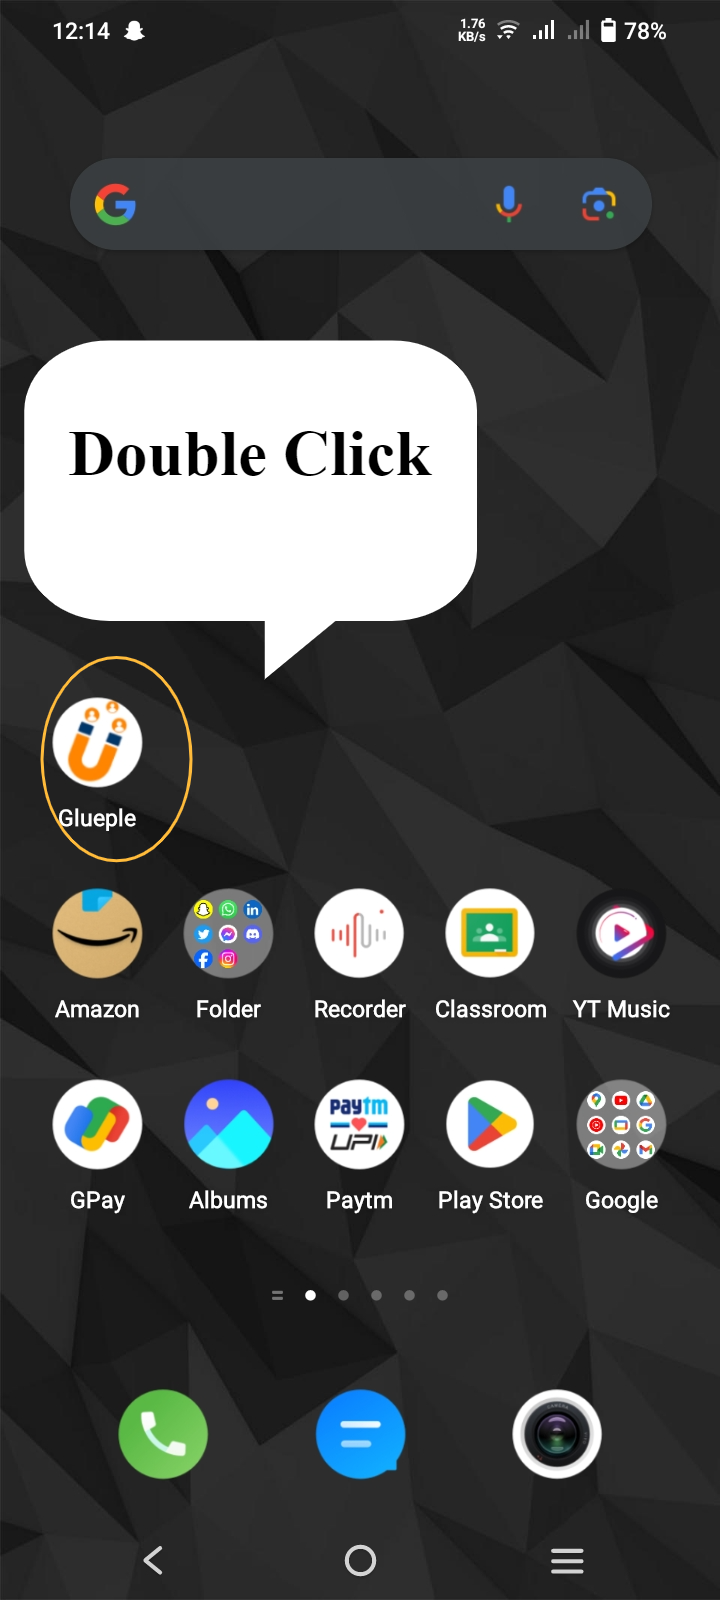 12:14
1.76
KB/s
78%
Double Click
Glueple
Amazon Folder Recorder Classroom YT Music
paytm
UPI
GPay Albums Paytm Play Store Google